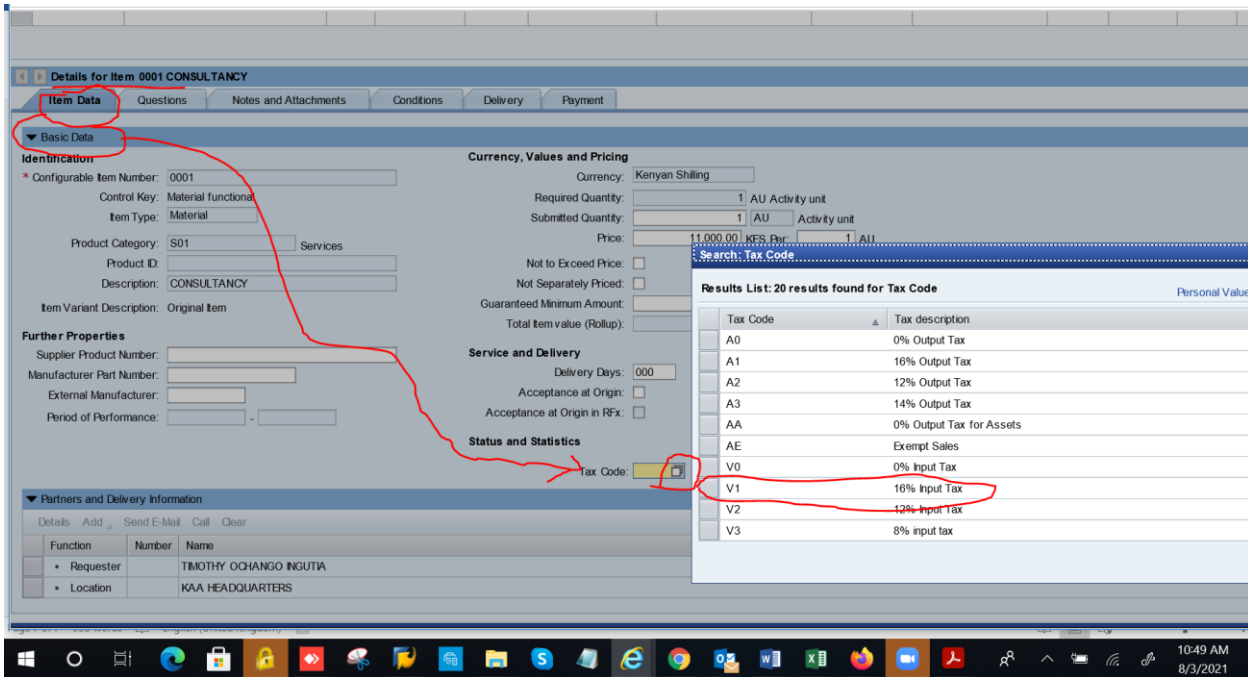 Details for Item 0001 CONSULTANCY
Item Data Questions Notes and Attachments Conditions Delivery Payment
Basic Data
Identification
* Configurable Item Number: 0001
Control Key: Material functional
Item Type: Material
Product Category: S01 Services
Product ID:
Description: CONSULTANCY
Item Variant Description: Original Item
Further Properties
Supplier Product Number:
Manufacturer Part Number:
External Manufacturer:
Period of Performance: -
Currency, Values and Pricing
Currency: Kenyan Shilling
Required Quantity: 1 AU Activity unit
Submitted Quantity: 1 AU Activity unit
Price: 11,000.00 KES Per: 1 AU
Not to Exceed Price:
Not Separately Priced:
Guaranteed Minimum Amount:
Total Item value (Rollup):
Service and Delivery
Delivery Days: 000
Acceptance at Origin:
Acceptance at Origin in RFx:
Status and Statistics
Tax Code:
Search: Tax Code
Results List: 20 results found for Tax Code
Personal Value
Tax Code Tax description
A0 0% Output Tax
A1 16% Output Tax
A2 12% Output Tax
A3 14% Output Tax
AA 0% Output Tax for Assets
AE Exempt Sales
V0 0% Input Tax
V1 16% Input Tax
V2 12% Input Tax
V3 8% input tax
Partners and Delivery Information
Details Add Send E-Mail Call Clear
Function Number Name
Requester TIMOTHY OCHANGO INGUTIA
Location KAA HEADQUARTERS
10:49 AM
8/3/2021